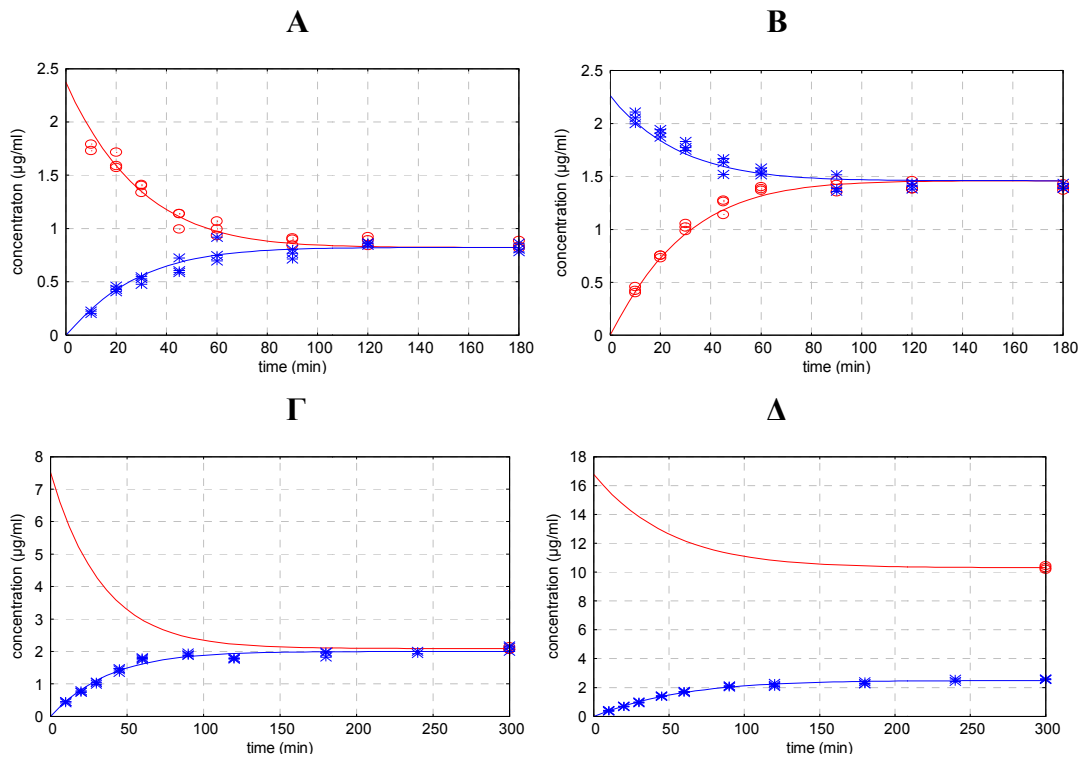 A B
2.5
2
1.5
1
0.5
0
concentraton (µg/ml)
0 20 40 60 80 100 120 140 160 180
time (min)
2.5
2
1.5
1
0.5
0
concentration (µg/ml)
0 20 40 60 80 100 120 140 160 180
time (min)
Γ Δ
8
7
6
5
4
3
2
1
0
concentration (µg/ml)
0 50 100 150 200 250 300
time (min)
18
16
14
12
10
8
6
4
2
0
concentration (µg/ml)
0 50 100 150 200 250 300
time (min)